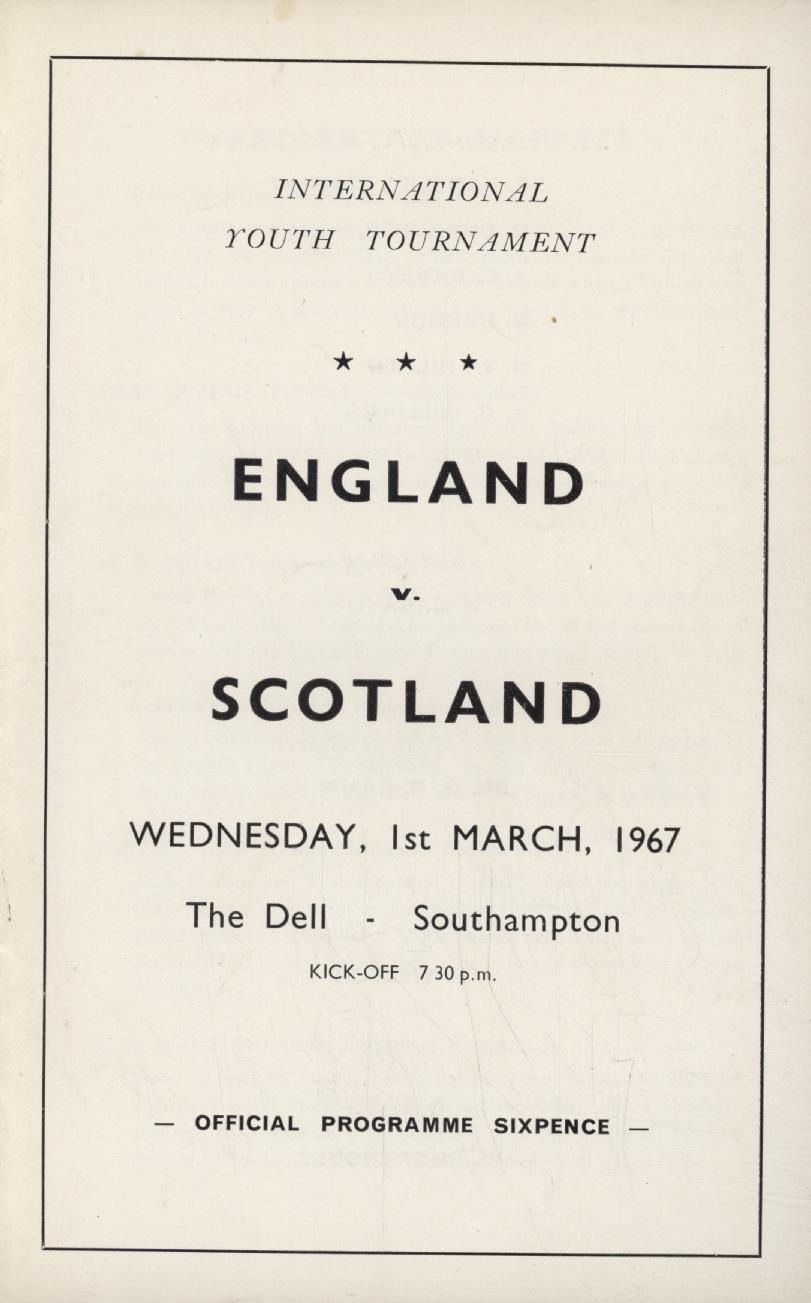 INTERNATIONAL
YOUTH TOURNAMENT
★ ★ ★
ENGLAND
v.
SCOTLAND
WEDNESDAY, 1st MARCH, 1967
The Dell - Southampton
KICK-OFF 7 30 p.m.
— OFFICIAL PROGRAMME SIXPENCE —